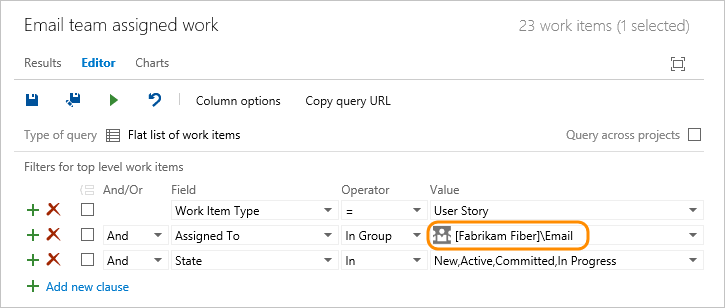 Email team assigned work 23 work items (1 selected)
Results Editor Charts
Column options Copy query URL
Type of query Flat list of work items Query across projects
Filters for top level work items
And/Or Field Operator Value
Work Item Type = User Story
And Assigned To In Group [Fabrikam Fiber]\Email
And State In New,Active,Committed,In Progress
Add new clause